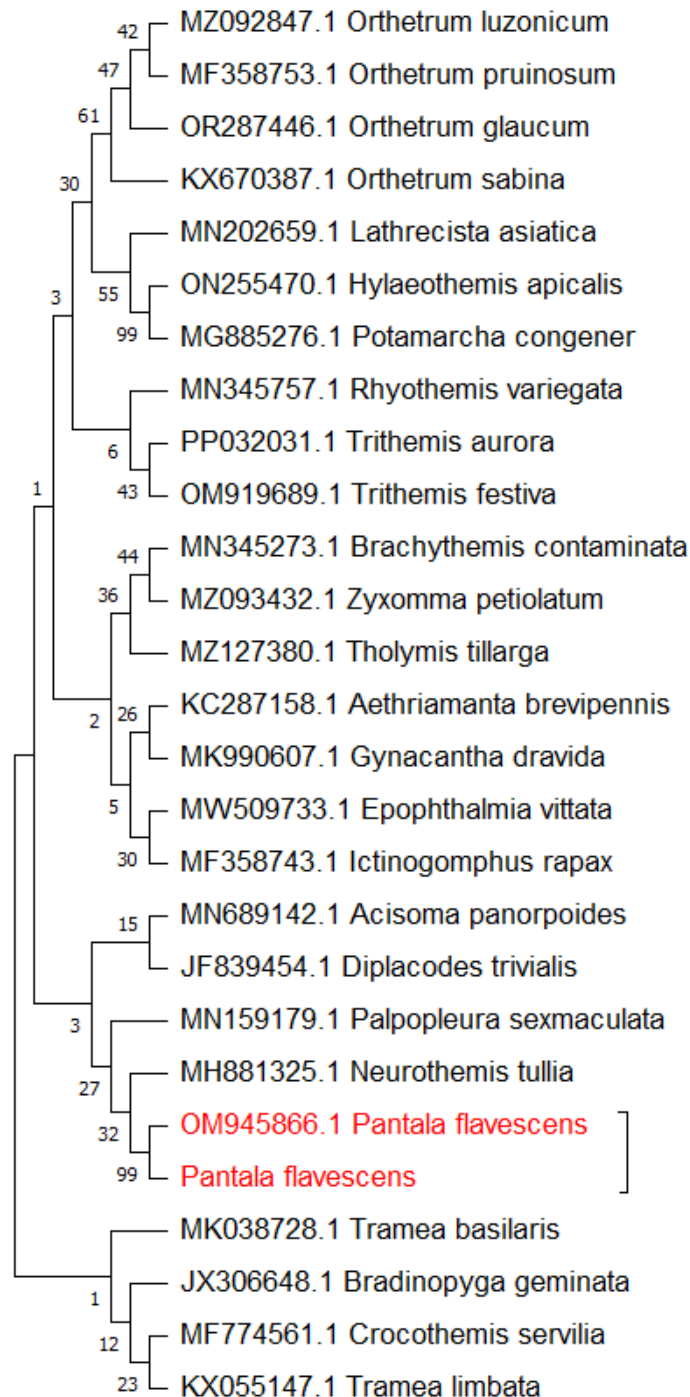 42
MZ092847.1 Orthetrum luzonicum
47
MF358753.1 Orthetrum pruinosum
61
OR287446.1 Orthetrum glaucum
30
KX670387.1 Orthetrum sabina
MN202659.1 Lathrecista asiatica
55
ON255470.1 Hylaeothemis apicalis
3
99
MG885276.1 Potamarcha congener
MN345757.1 Rhyothemis variegata
6
PP032031.1 Trithemis aurora
1
43
OM919689.1 Trithemis festiva
44
MN345273.1 Brachythemis contaminata
36
MZ093432.1 Zyxomma petiolatum
MZ127380.1 Tholymis tillarga
2
26
KC287158.1 Aethriamanta brevipennis
MK990607.1 Gynacantha dravida
5
MW509733.1 Epophthalmia vittata
30
MF358743.1 Ictinogomphus rapax
15
MN689142.1 Acisoma panorpoides
JF839454.1 Diplacodes trivialis
3
MN159179.1 Palpopleura sexmaculata
27
MH881325.1 Neurothemis tullia
32
OM945866.1 Pantala flavescens
99
Pantala flavescens
MK038728.1 Tramea basilaris
1
JX306648.1 Bradinopyga geminata
12
MF774561.1 Crocothemis servilia
23
KX055147.1 Tramea limbata